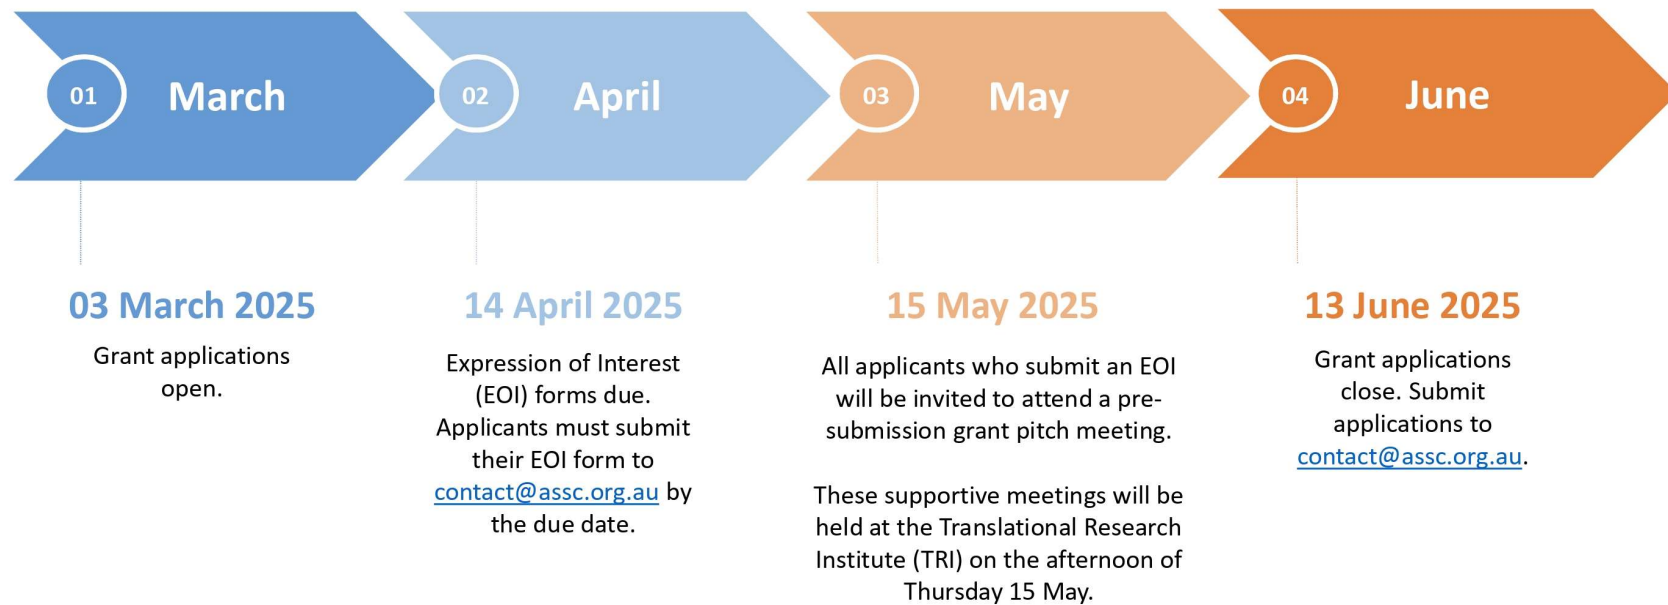 01
March
02
April
03
May
04
June
03 March 2025
Grant applications
open.
14 April 2025
Expression of Interest
(EOI) forms due.
Applicants must submit
their EOI form to
contact@assc.org.au by
the due date.
15 May 2025
All applicants who submit an EOI
will be invited to attend a pre-
submission grant pitch meeting.
These supportive meetings will be
held at the Translational Research
Institute (TRI) on the afternoon of
Thursday 15 May.
13 June 2025
Grant applications
close. Submit
applications to
contact@assc.org.au.